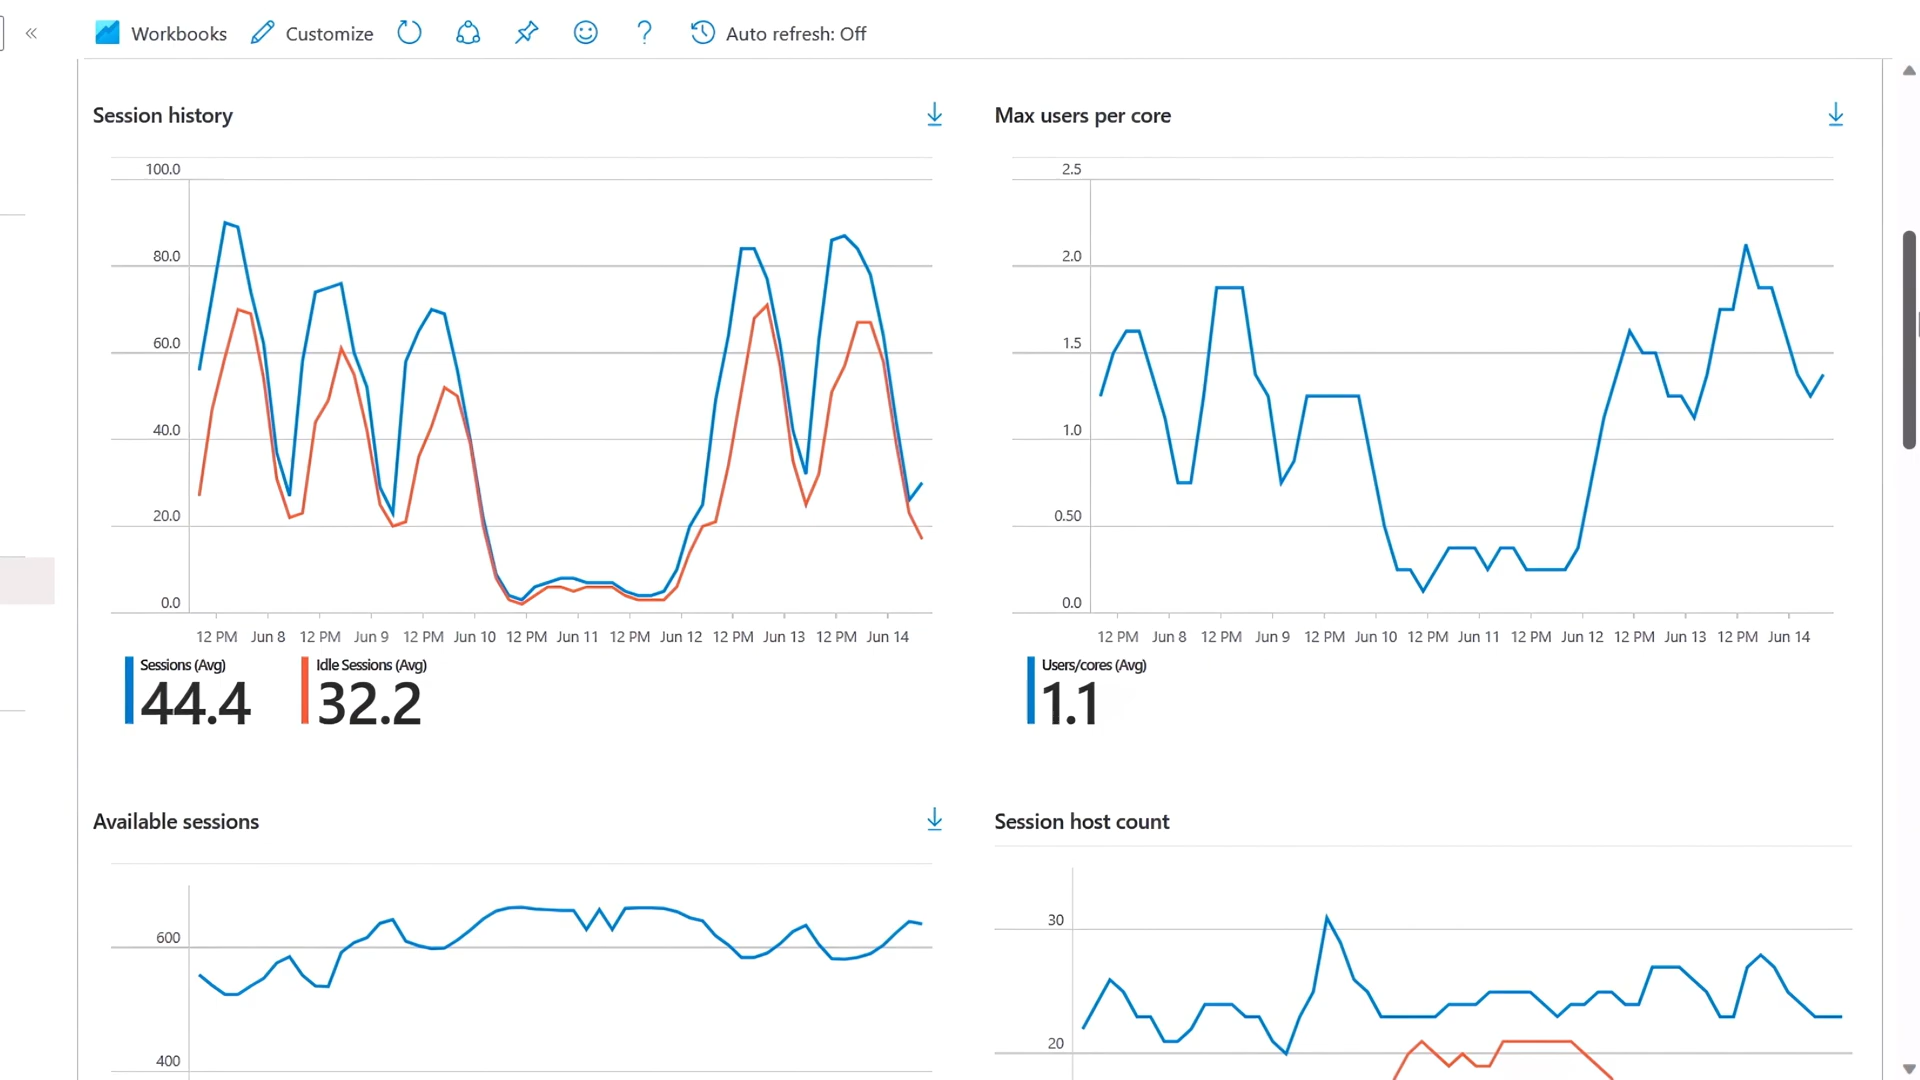 Workbooks Customize Auto refresh: Off
Session history
100.0
80.0
60.0
40.0
20.0
0.0
12 PM Jun 8 12 PM Jun 9 12 PM Jun 10 12 PM Jun 11 12 PM Jun 12 12 PM Jun 13 12 PM Jun 14
Sessions (Avg)
44.4
Idle Sessions (Avg)
32.2
Max users per core
2.5
2.0
1.5
1.0
0.50
0.0
12 PM Jun 8 12 PM Jun 9 12 PM Jun 10 12 PM Jun 11 12 PM Jun 12 12 PM Jun 13 12 PM Jun 14
Users/cores (Avg)
1.1
Available sessions
600
400
Session host count
30
20